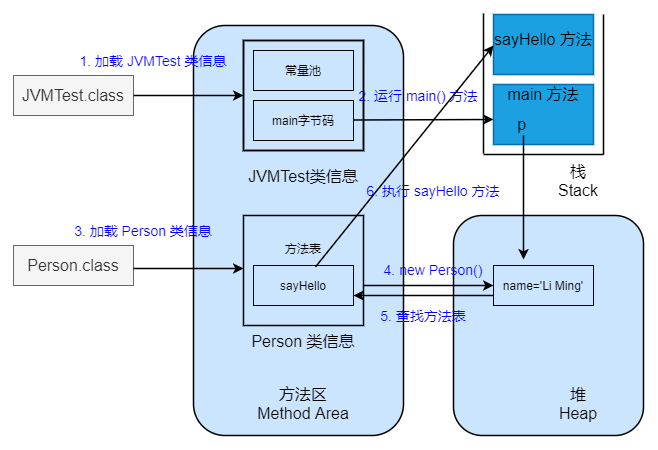 sayHello 方法
1. 加载 JVMTest 类信息
常量池
JVMTest.class
2. 运行 main() 方法
main 方法
main字节码
p
JVMTest类信息
栈
Stack
6. 执行 sayHello 方法
3. 加载 Person 类信息
方法表
Person.class
4. new Person()
sayHello
name='Li Ming'
5. 查找方法表
Person 类信息
方法区
Method Area
堆
Heap